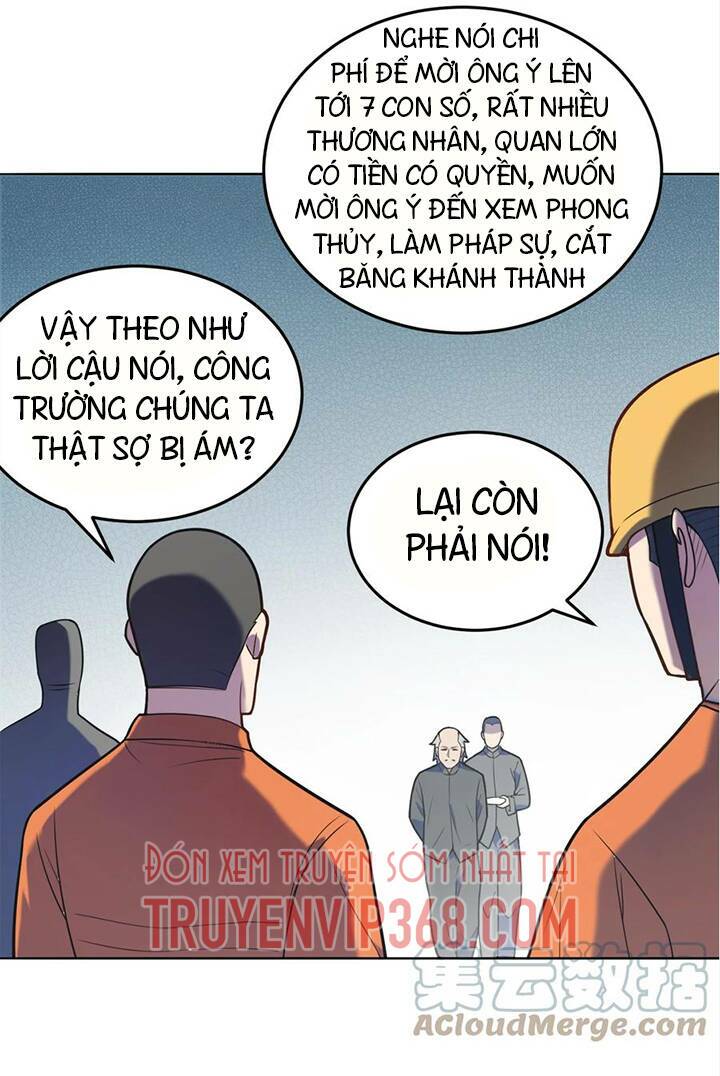 NGHE NÓI CHI
PHÍ ĐỂ MỜI ÔNG Ý LÊN
TỚI 7 CON SỐ, RẤT NHIỀU
THƯƠNG NHÂN, QUAN LỚN
CÓ TIỀN CÓ QUYỀN, MUỐN
MỜI ÔNG Ý ĐẾN XEM PHONG
THỦY, LÀM PHÁP SỰ, CẮT
BĂNG KHÁNH THÀNH
VẬY THEO NHƯ
LỜI CẬU NÓI, CÔNG
TRƯỜNG CHÚNG TA
THẬT SỢ BỊ ÁM?
LẠI CÒN
PHẢI NÓI!
ĐÓN XEM TRUYỆN SỚM NHẤT TẠI
TRUYENVIP368.COM
集云数据
AcloudMerge.com